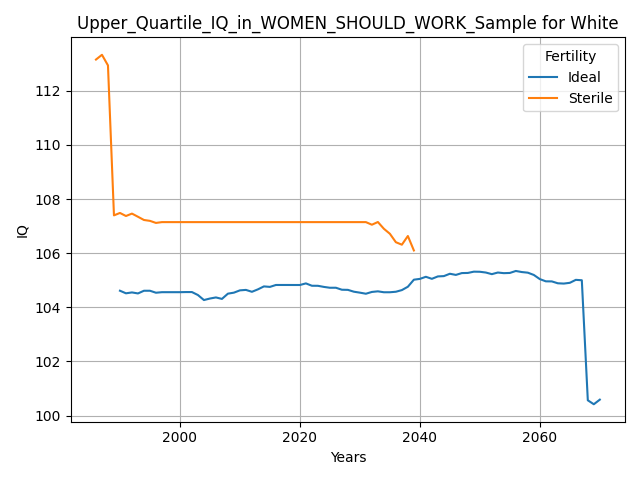 Upper_Quartile_IQ_in_WOMEN_SHOULD_WORK_Sample for White
Fertility
Ideal
Sterile
112
110
108
106
104
102
100
IQ
2000 2020 2040 2060
Years